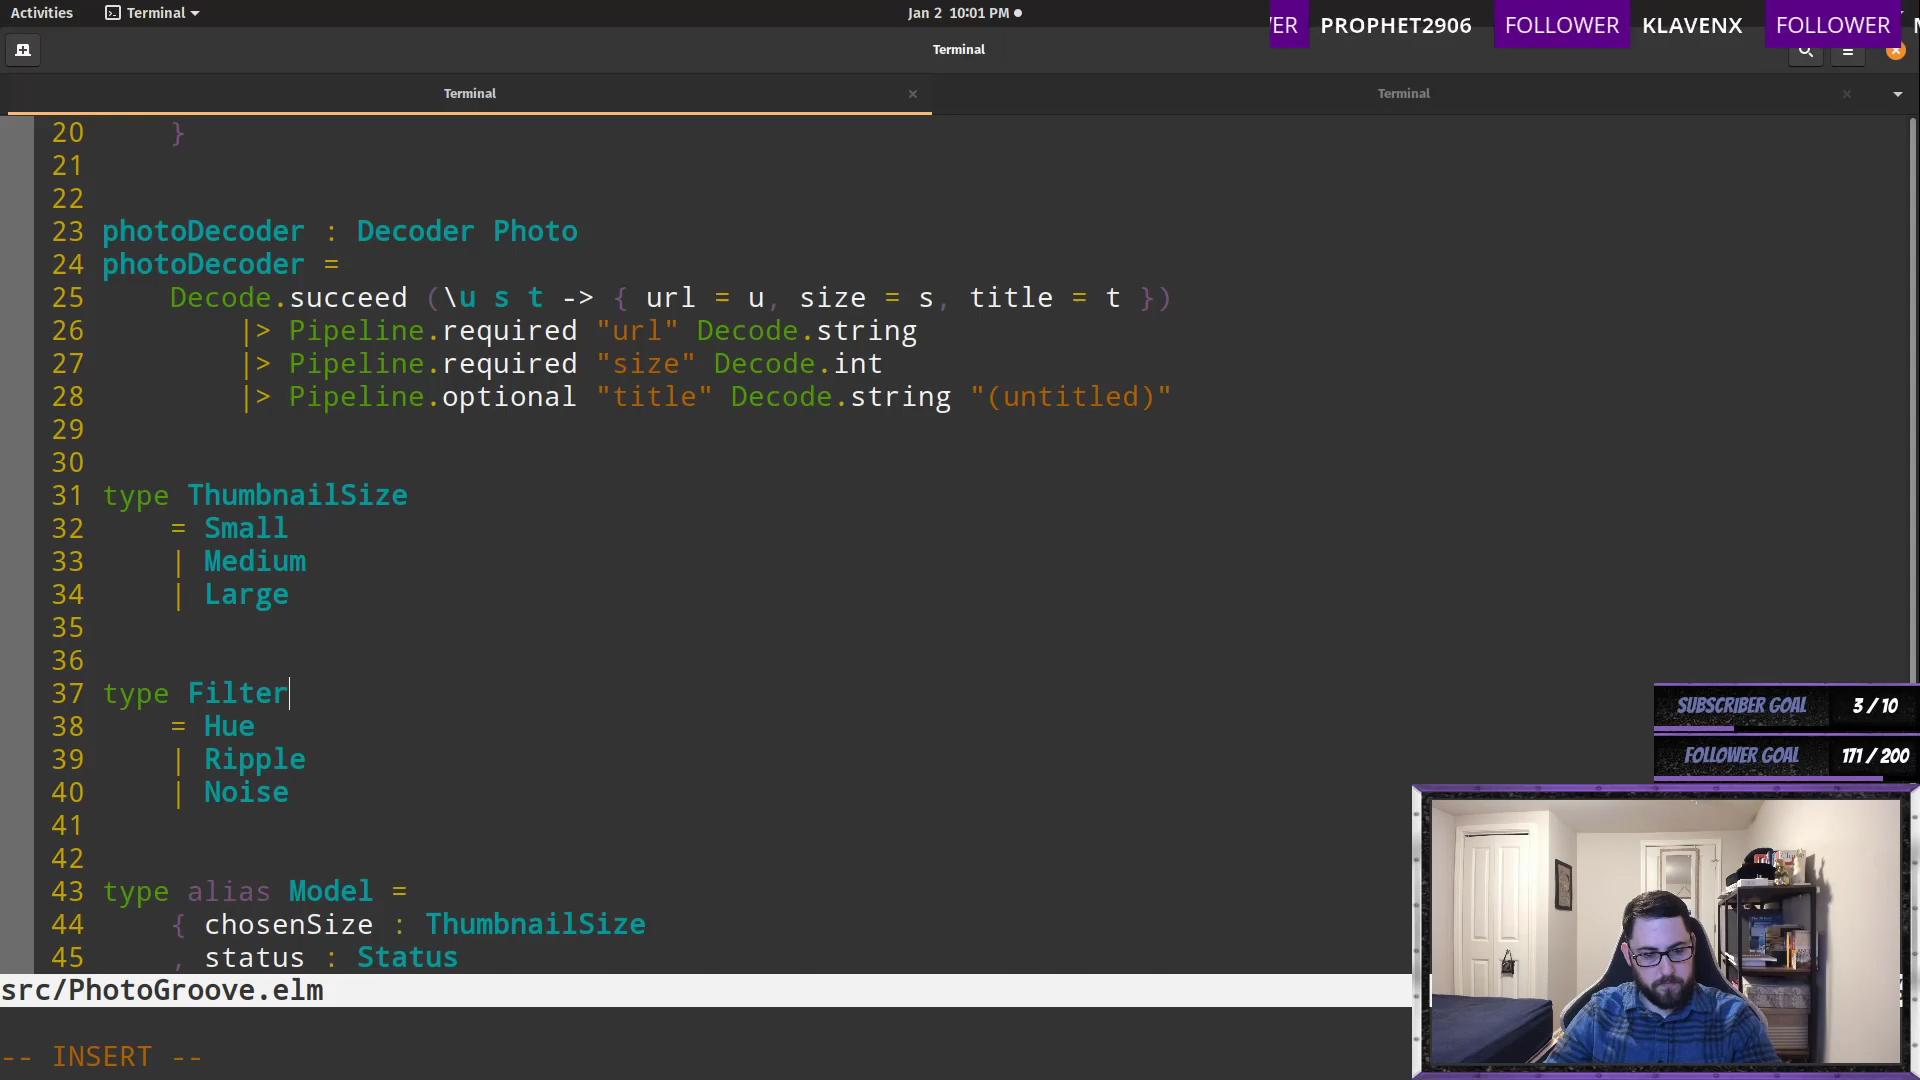 Activities Terminal Jan 2 10:01 PM
ER PROPHET2906 FOLLOWER KLAVENX FOLLOWER
Terminal
Terminal Terminal
20 }
21
22
23 photoDecoder : Decoder Photo
24 photoDecoder =
25 Decode.succeed (\u s t -> { url = u, size = s, title = t })
26 |> Pipeline.required "url" Decode.string
27 |> Pipeline.required "size" Decode.int
28 |> Pipeline.optional "title" Decode.string "(untitled)"
29
30
31 type ThumbnailSize
32 = Small
33 | Medium
34 | Large
35
36
37 type Filter
38 = Hue
39 | Ripple
40 | Noise
41
42
43 type alias Model =
44 { chosenSize : ThumbnailSize
45 , status : Status
src/PhotoGroove.elm
-- INSERT --
SUBSCRIBER GOAL 3 / 10
FOLLOWER GOAL 171 / 200